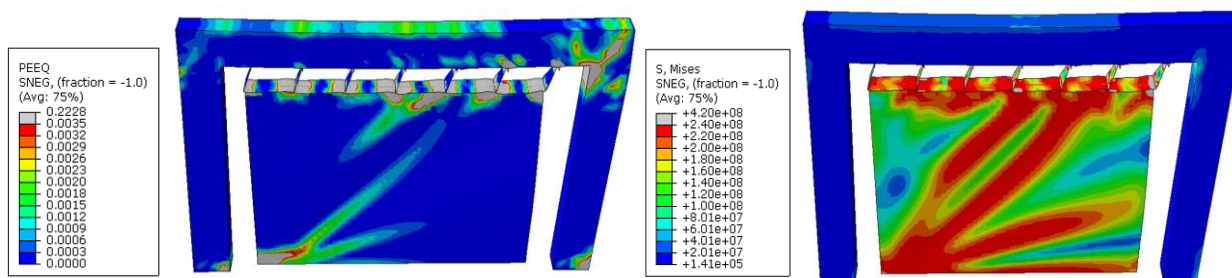 PEEQ
SNEG, (fraction = -1.0)
(Avg: 75%)
0.2228
0.0035
0.0032
0.0029
0.0026
0.0023
0.0020
0.0018
0.0015
0.0012
0.0009
0.0006
0.0003
0.0000
S, Mises
SNEG, (fraction = -1.0)
(Avg: 75%)
+4.20e+08
+2.40e+08
+2.20e+08
+2.00e+08
+1.80e+08
+1.60e+08
+1.40e+08
+1.20e+08
+1.00e+08
+8.01e+07
+6.01e+07
+4.01e+07
+2.01e+07
+1.41e+05